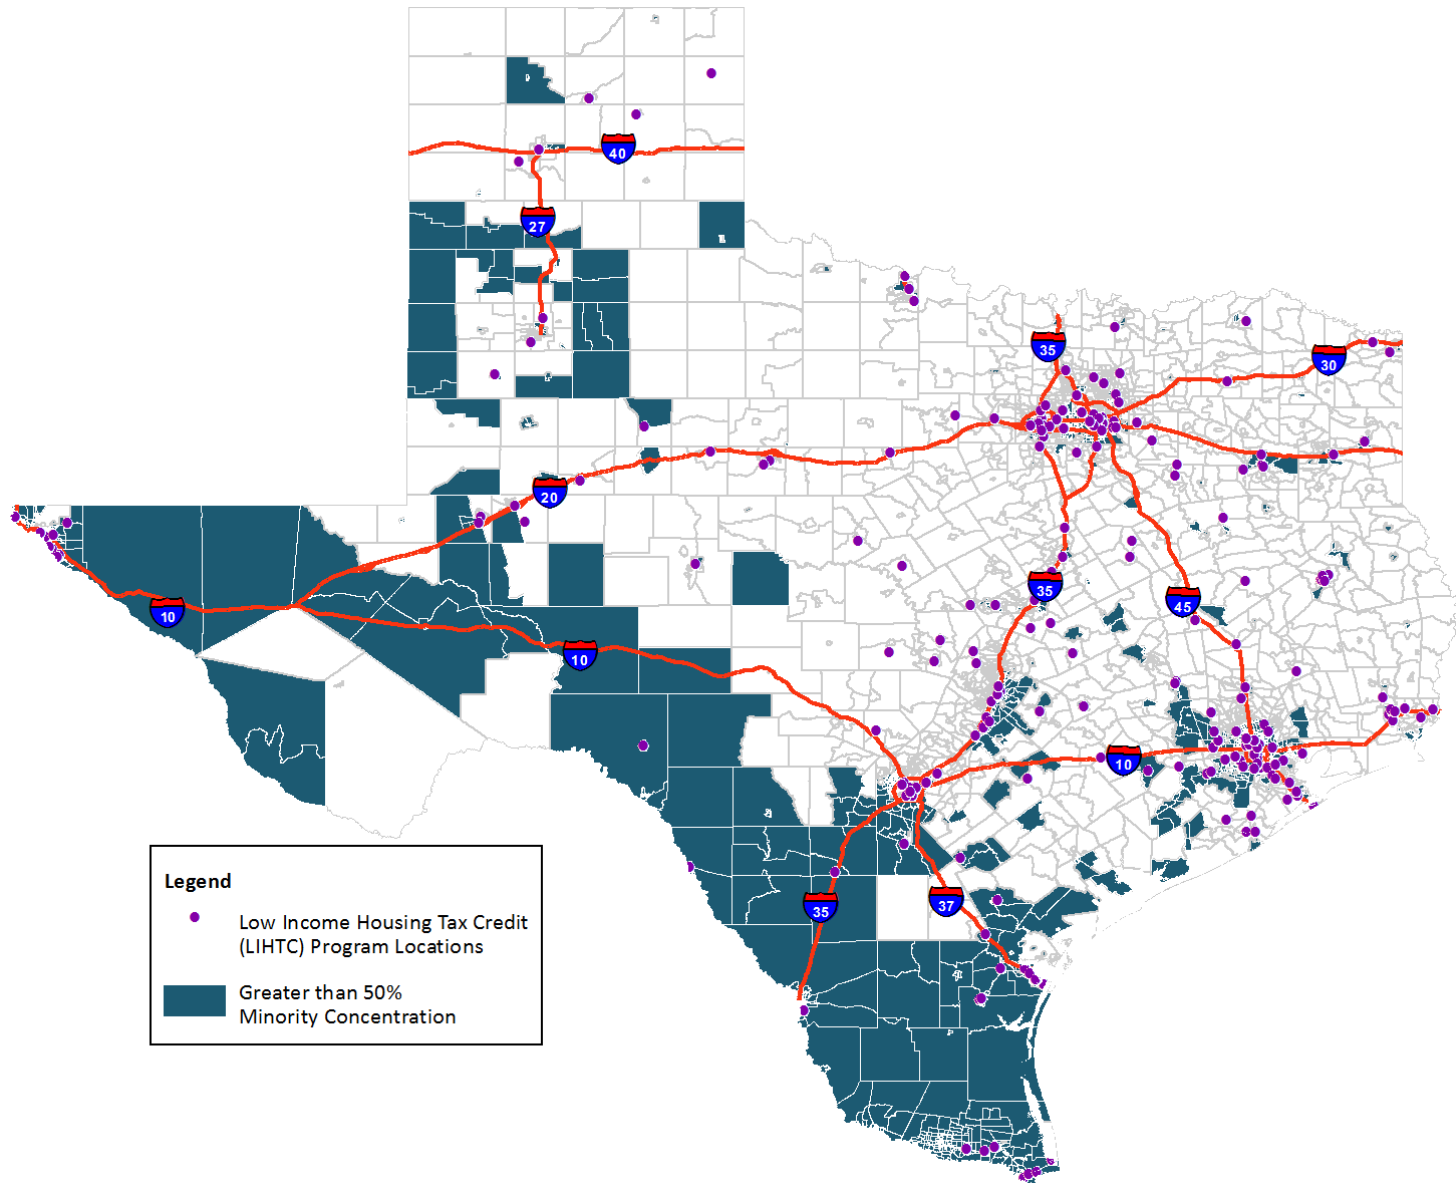 40
27
35
30
20
10
35
45
10
10
35
37
Legend
Low Income Housing Tax Credit
(LIHTC) Program Locations
Greater than 50%
Minority Concentration